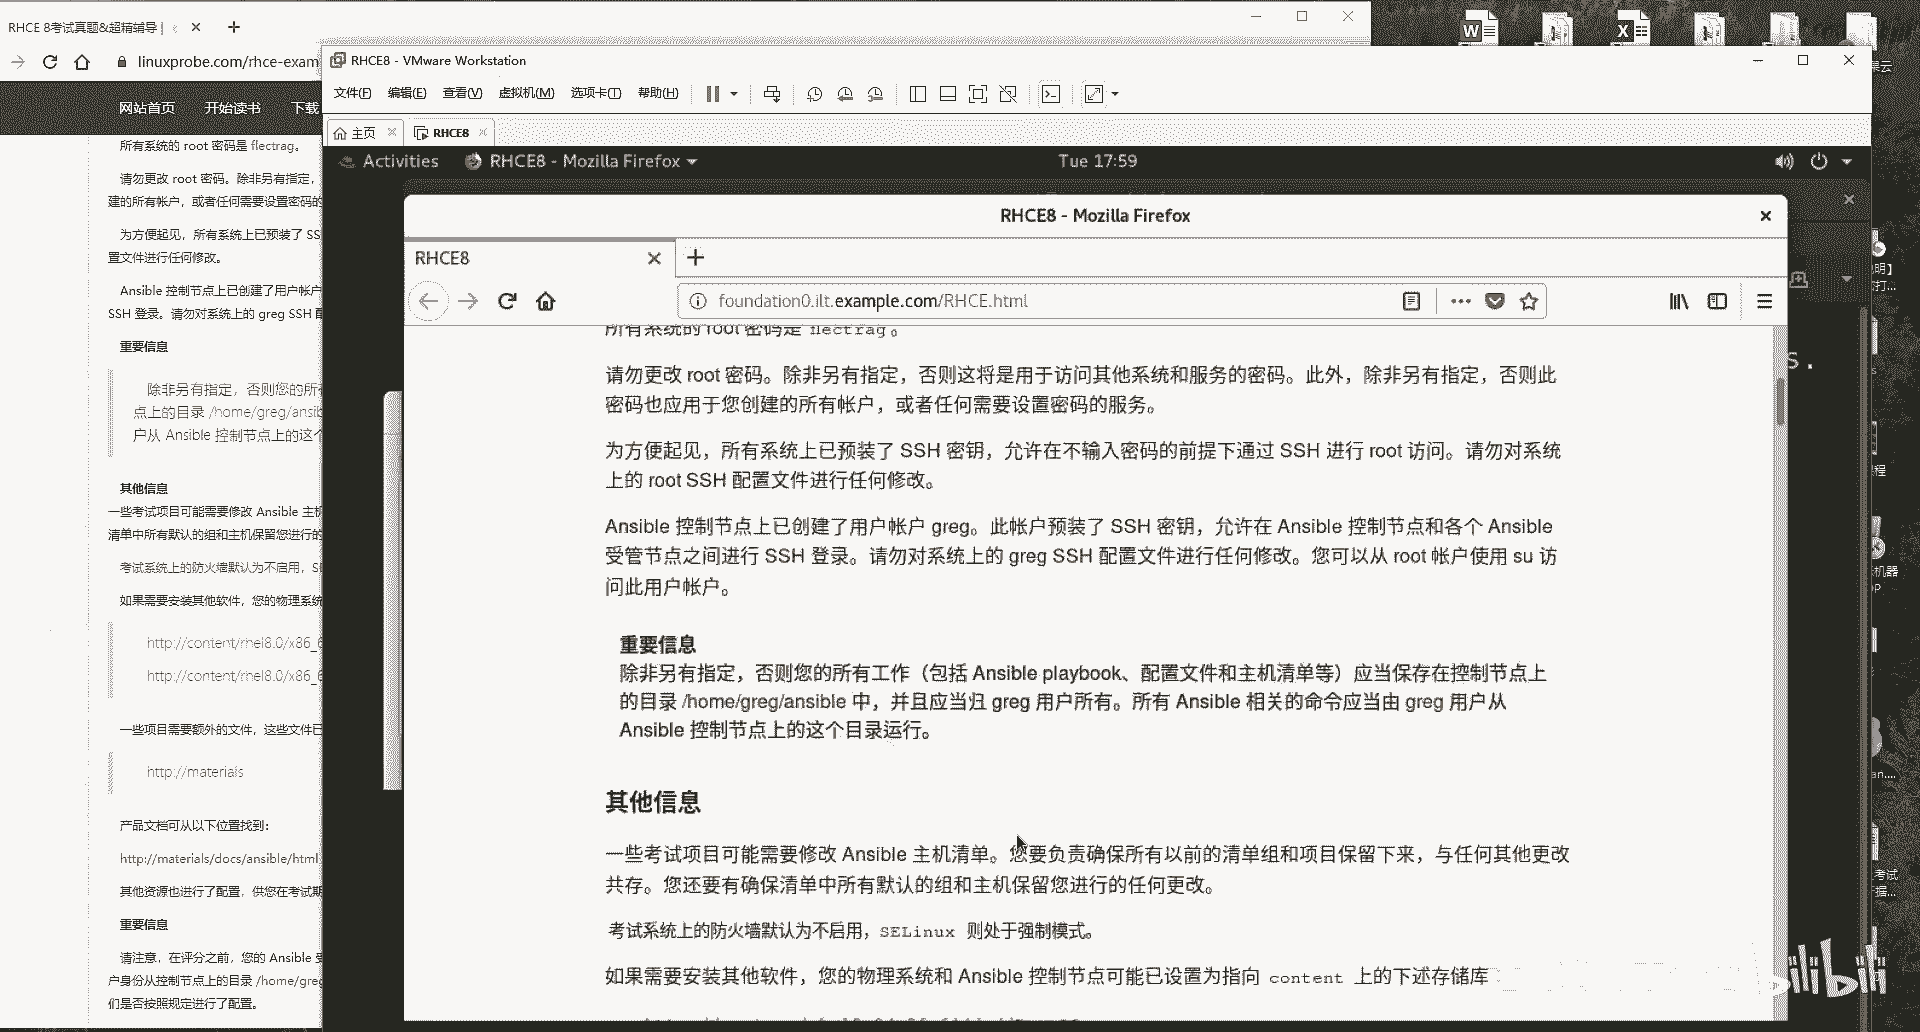 RHCE 8考试真题&超精辅导 |
linuxprobe.com/rhce-exam
网站首页 开始读书 下载
所有系统的 root 密码是 flectrag。
请勿更改 root 密码。除非另有指定，
建的所有帐户，或者任何需要设置密码的
为方便起见，所有系统上已预装了 SS
置文件进行任何修改。
Ansible 控制节点上已创建了用户帐户
SSH 登录。请勿对系统上的 greg SSH
重要信息
除非另有指定，否则您的所有
点上的目录 /home/greg/ansib
户从 Ansible 控制节点上的这个
其他信息
一些考试项目可能需要修改 Ansible 主机
清单中所有默认的组和主机保留您进行的
考试系统上的防火墙默认为不启用，
如果需要安装其他软件，您的物理系统
http://content/rhel8.0/x86_6
http://content/rhel8.0/x86_6
一些项目需要额外的文件，这些文件已
http://materials
产品文档可从以下位置找到：
http://materials/docs/ansible/html
其他资源也进行了配置，供您在考试期
重要信息
请注意，在评分之前，您的 Ansible 受
户身份从控制节点上的目录 /home/greg
们是否按照规定进行了配置。
RHCE8 - VMware Workstation
文件(F) 编辑(E) 查看(V) 虚拟机(M) 选项卡(T) 帮助(H)
主页 RHCE8
Activities RHCE8 - Mozilla Firefox Tue 17:59
RHCE8 - Mozilla Firefox
RHCE8
foundation0.ilt.example.com/RHCE.html
所有系统的 root 密码是 flectrag。
请勿更改 root 密码。除非另有指定，否则这将是用于访问其他系统和服务的密码。此外，除非另有指定，否则此
密码也应用于您创建的所有帐户，或者任何需要设置密码的服务。
为方便起见，所有系统上已预装了 SSH 密钥，允许在不输入密码的前提下通过 SSH 进行 root 访问。请勿对系统
上的 root SSH 配置文件进行任何修改。
Ansible 控制节点上已创建了用户帐户 greg。此帐户预装了 SSH 密钥，允许在 Ansible 控制节点和各个 Ansible
受管节点之间进行 SSH 登录。请勿对系统上的 greg SSH 配置文件进行任何修改。您可以从 root 帐户使用 su 访
问此用户帐户。
重要信息
除非另有指定，否则您的所有工作（包括 Ansible playbook、配置文件和主机清单等）应当保存在控制节点上
的目录 /home/greg/ansible 中，并且应当归 greg 用户所有。所有 Ansible 相关的命令应当由 greg 用户从
Ansible 控制节点上的这个目录运行。
其他信息
一些考试项目可能需要修改 Ansible 主机清单。您要负责确保所有以前的清单组和项目保留下来，与任何其他更改
共存。您还要有确保清单中所有默认的组和主机保留您进行的任何更改。
考试系统上的防火墙默认为不启用，SELinux 则处于强制模式。
如果需要安装其他软件，您的物理系统和 Ansible 控制节点可能已设置为指向 content 上的下述存储库
s.
bilibili